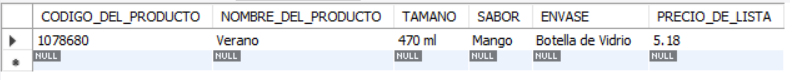 CODIGO_DEL_PRODUCTO NOMBRE_DEL_PRODUCTO TAMANO SABOR ENVASE PRECIO_DE_LISTA
1078680 Verano 470 ml Mango Botella de Vidrio 5.18
NULL NULL NULL NULL NULL NULL